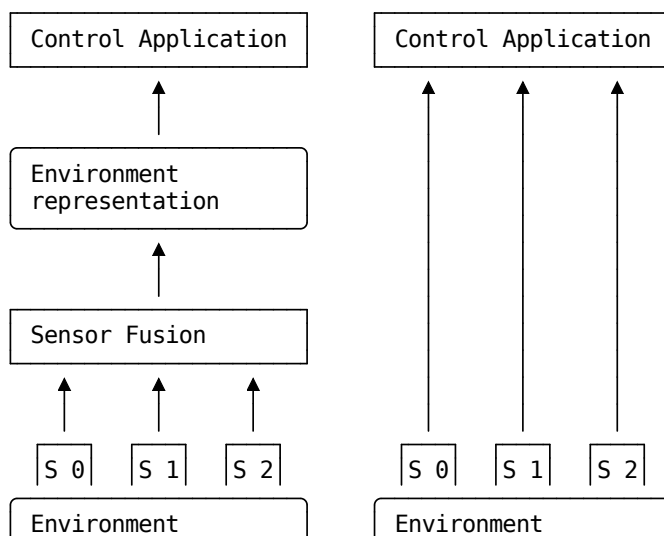 Control Application
Environment
representation
Sensor Fusion
S 0
S 1
S 2
Environment
Control Application
S 0
S 1
S 2
Environment